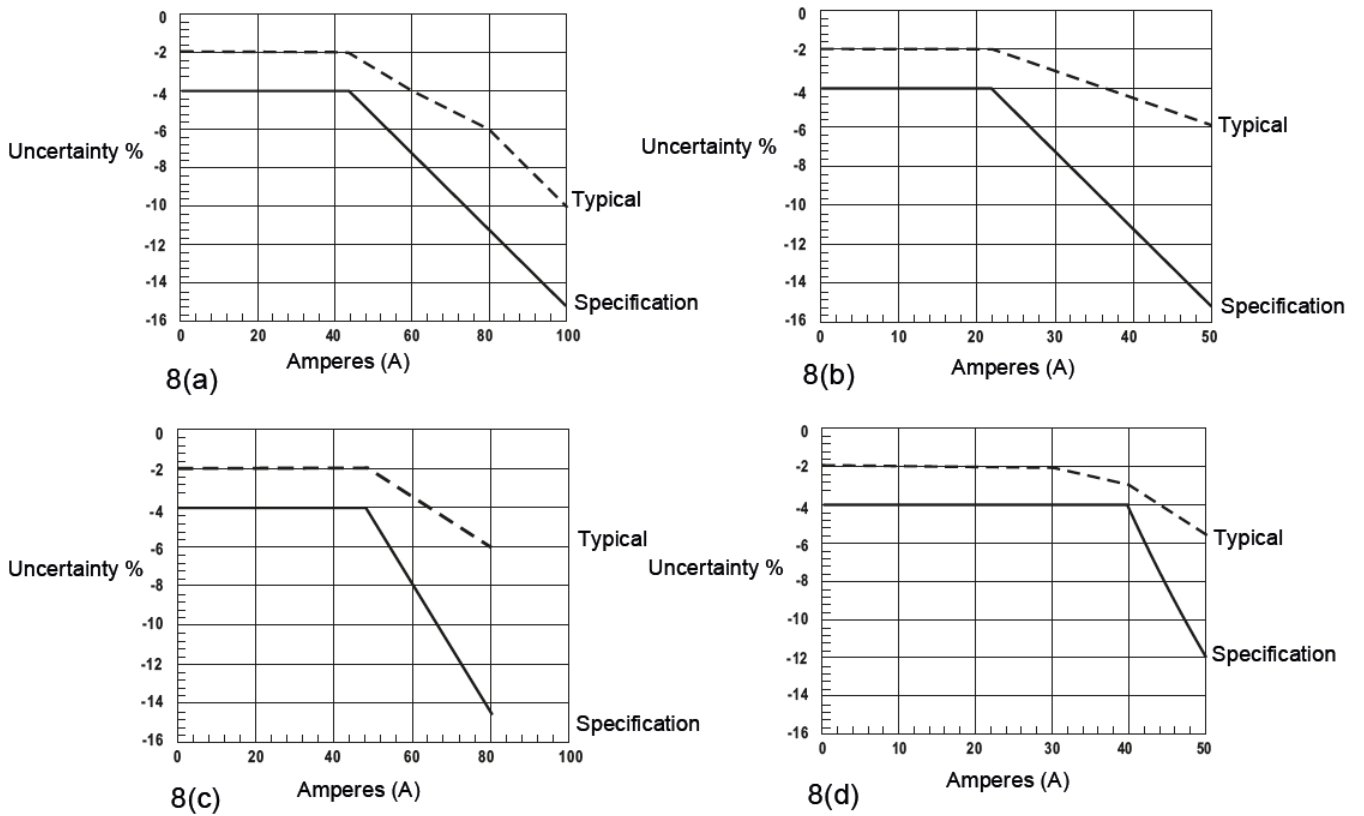 0
-2
-4
-6
-8
-10
-12
-14
-16
Uncertainty %
Typical
Specification
0 20 40 60 80 100
Amperes (A)
8(a)
0
-2
-4
-6
-8
-10
-12
-14
-16
Uncertainty %
Typical
Specification
0 10 20 30 40 50
Amperes (A)
8(b)
0
-2
-4
-6
-8
-10
-12
-14
-16
Uncertainty %
Typical
Specification
0 20 40 60 80 100
Amperes (A)
8(c)
0
-2
-4
-6
-8
-10
-12
-14
-16
Uncertainty %
Typical
Specification
0 10 20 30 40 50
Amperes (A)
8(d)